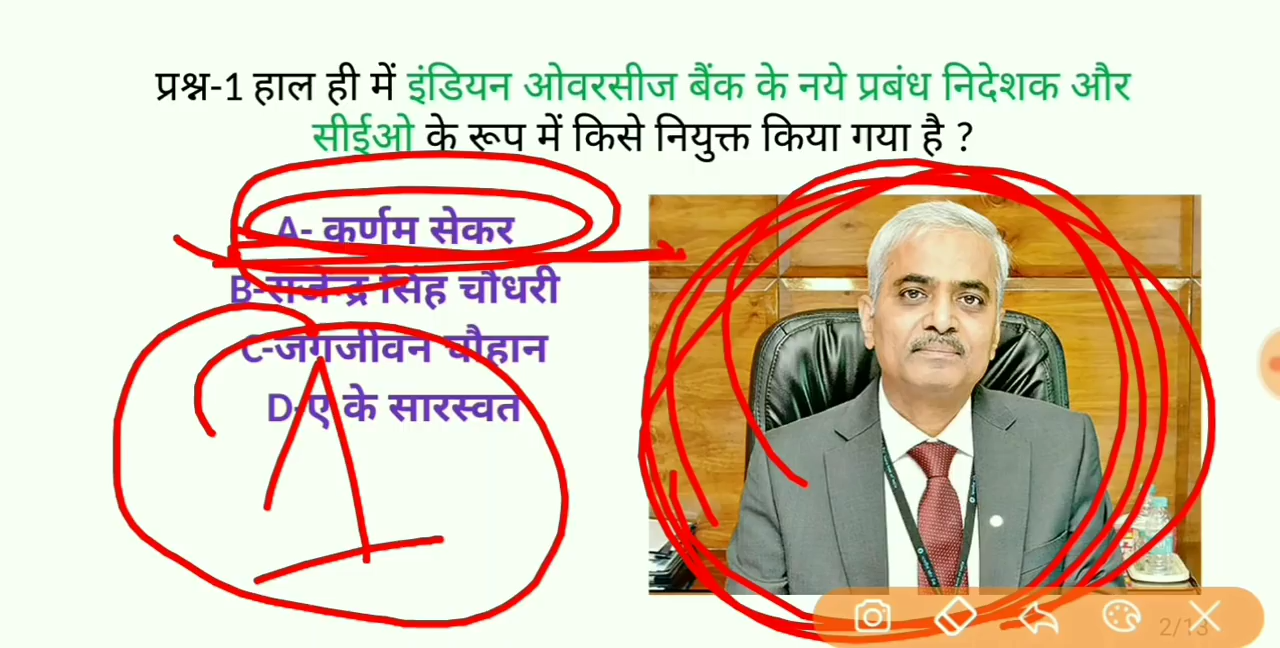 प्रश्न-1 हाल ही में इंडियन ओवरसीज बैंक के नये प्रबंध निदेशक और
सीईओ के रूप में किसे नियुक्त किया गया है ?
A- कर्णम सेकर
B-राजेन्द्र सिंह चौधरी
C-जगजीवन चौहान
D-ए के सारस्वत
A
2/13